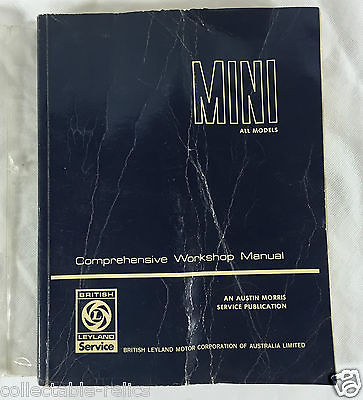 MINI
ALL MODELS
Comprehensive Workshop Manual
BRITISH
L
LEYLAND
Service
AN AUSTIN MORRIS
SERVICE PUBLICATION
BRITISH LEYLAND MOTOR CORPORATION OF AUSTRALIA LIMITED
collectable-relics